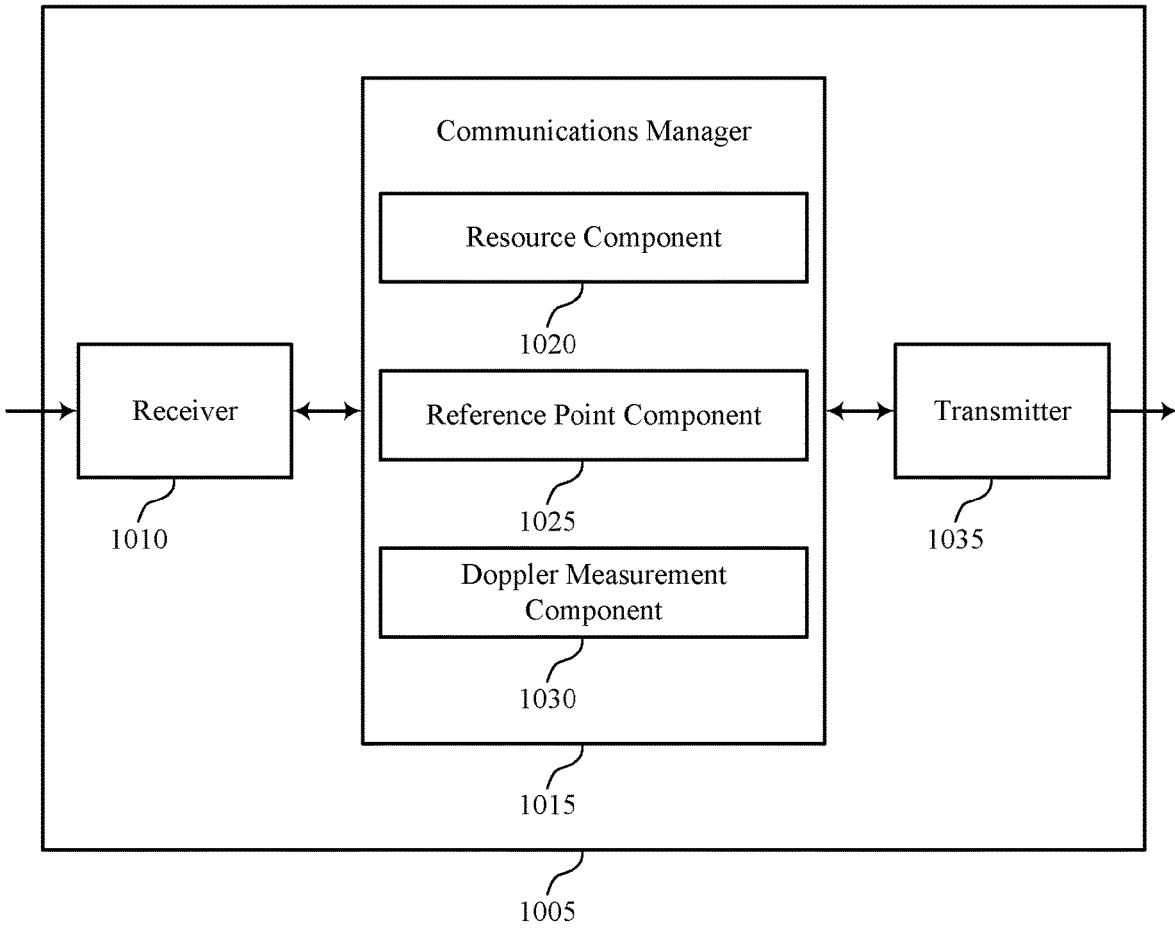 Communications Manager
Resource Component
1020
Receiver
1010
Reference Point Component
1025
Transmitter
1035
Doppler Measurement
Component
1030
1015
1005